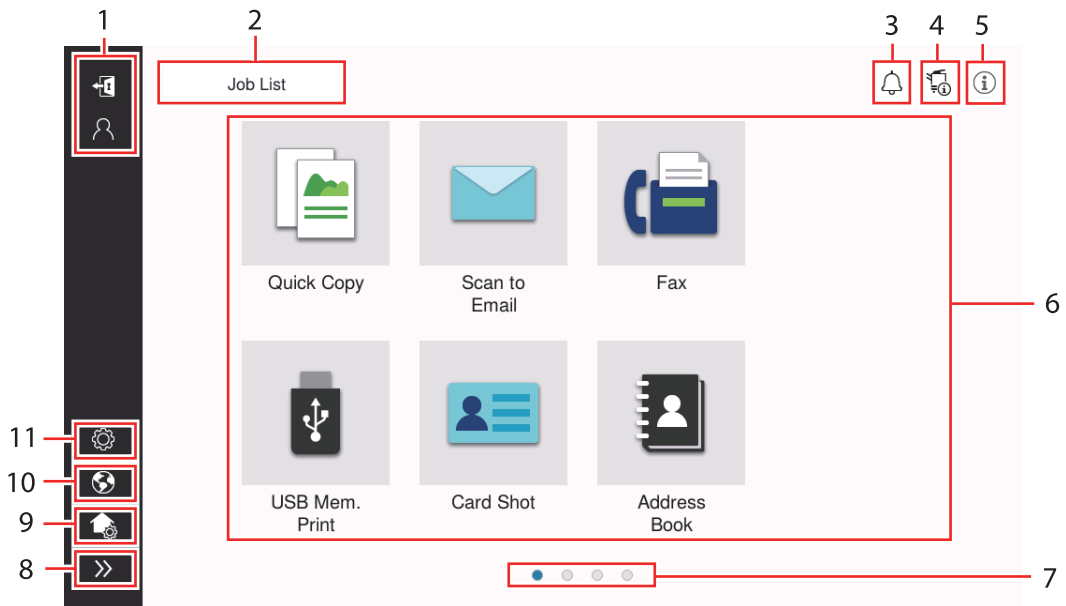 1
2
3
4
5
Job List
Quick Copy
Scan to
Email
Fax
6
USB Mem.
Print
Card Shot
Address
Book
11
10
9
8
7